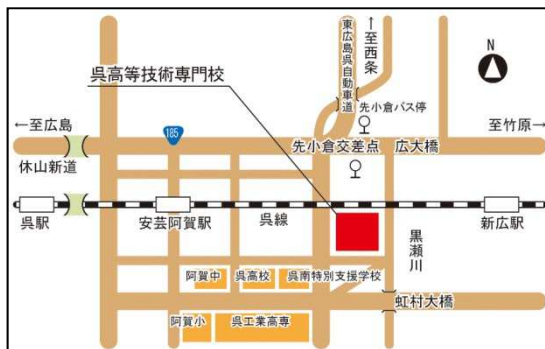 ↑至西条
東広島呉自動車道
N
呉高等技術専門校
先小倉バス停
←至広島
185
至竹原→
先小倉交差点
広大橋
休山新道
呉駅
安芸阿賀駅
呉線
新広駅
黒瀬川
阿賀中
呉高校
呉南特別支援学校
虹村大橋
阿賀小
呉工業高専